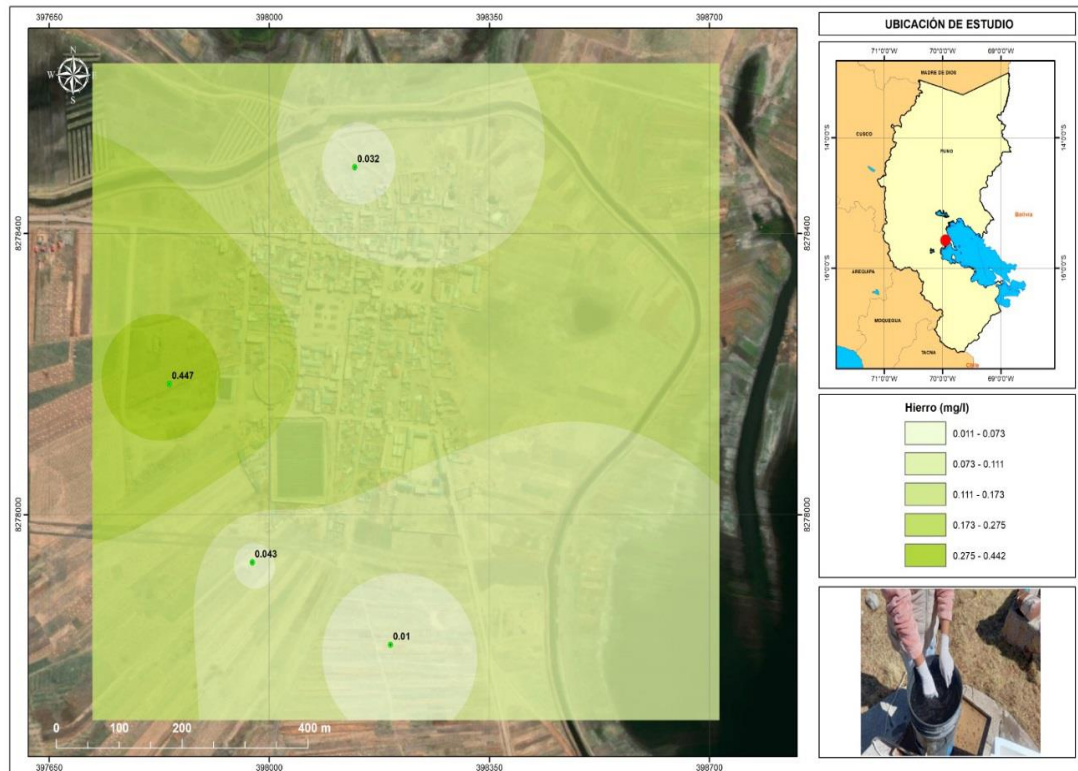 397650 398000 398350 398700
N
W E
S
0.032
8278400 8278400
0.447
8278000 8278000
0.043
0.01
0 100 200 400 m
397650 398000 398350 398700
UBICACIÓN DE ESTUDIO
71°0'0"W 70°0'0"W 69°0'0"W
MADRE DE DIOS
CUSCO
14°0'0"S 14°0'0"S
PUNO
Bolivia
16°0'0"S 16°0'0"S
AREQUIPA
MOQUEGUA
TACNA
Chile
71°0'0"W 70°0'0"W 69°0'0"W
Hierro (mg/l)
0.011 - 0.073
0.073 - 0.111
0.111 - 0.173
0.173 - 0.275
0.275 - 0.442